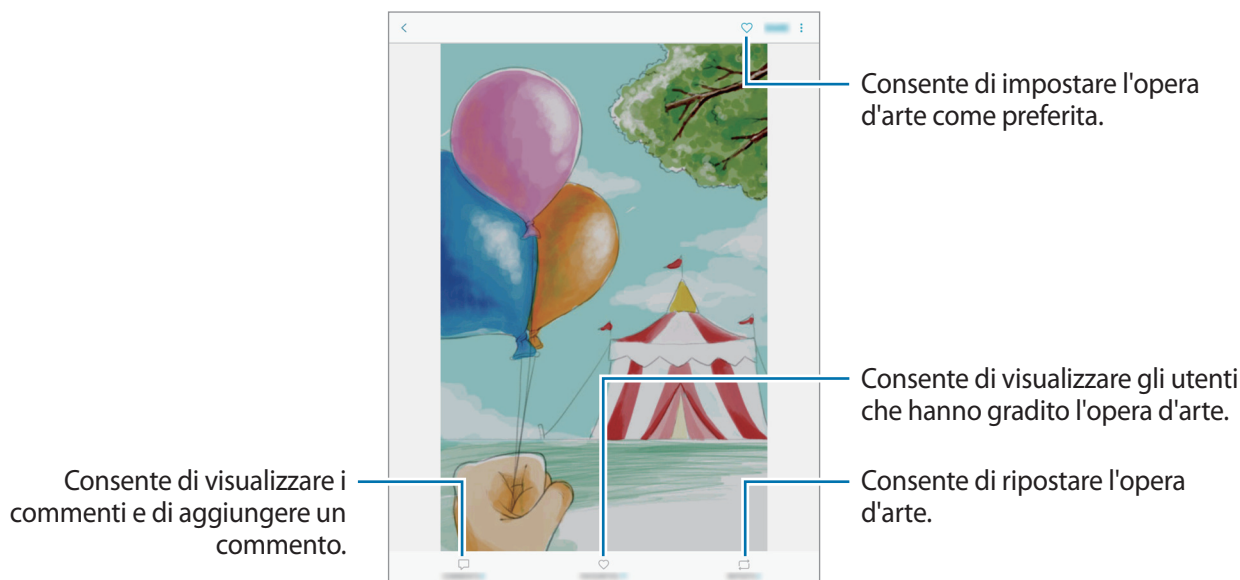 Consente di impostare l'opera
d'arte come preferita.
Consente di visualizzare gli utenti
che hanno gradito l'opera d'arte.
Consente di visualizzare i
commenti e di aggiungere un
commento.
Consente di ripostare l'opera
d'arte.